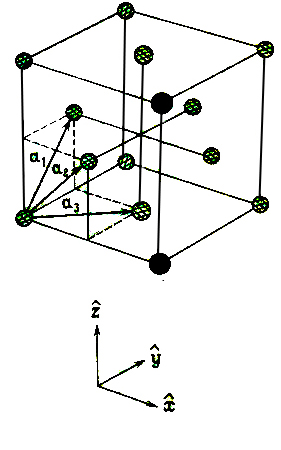 a₁
a₂
a₃
ẑ
ŷ
x̂